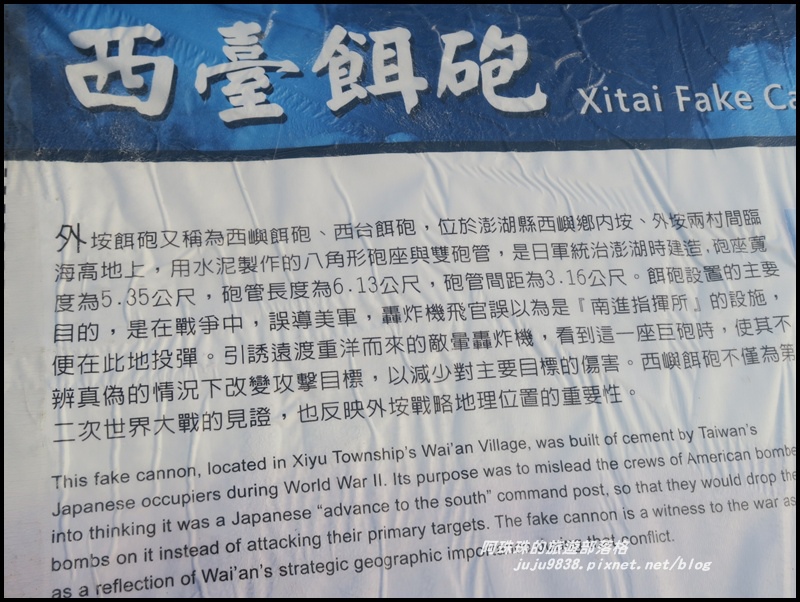 西臺餌砲
Xitai Fake Ca
外垵餌砲又稱為西嶼餌砲、西台餌砲，位於澎湖縣西嶼鄉內垵、外垵兩村間臨
海高地上，用水泥製作的八角形砲座與雙砲管，是日軍統治澎湖時建造,砲座寬
度為5.35公尺，砲管長度為6.13公尺，砲管間距為3.16公尺。餌砲設置的主要
目的，是在戰爭中，誤導美軍，轟炸機飛官誤以為是『南進指揮所』的設施，
便在此地投彈。引誘遠渡重洋而來的敵軍轟炸機，看到這一座巨砲時，使其不
辨真偽的情況下改變攻擊目標，以減少對主要目標的傷害。西嶼餌砲不僅為第
二次世界大戰的見證，也反映外垵戰略地理位置的重要性。
This fake cannon, located in Xiyu Township's Wai'an Village, was built of cement by Taiwan's
Japanese occupiers during World War II. Its purpose was to mislead the crews of American bombe
into thinking it was a Japanese "advance to the south" command post, so that they would drop the
bombs on it instead of attacking their primary targets. The fake cannon is a witness to the war as
as a reflection of Wai'an's strategic geographic conflict.
阿珠珠的旅遊部落格
juju9838.pixnet.net/blog